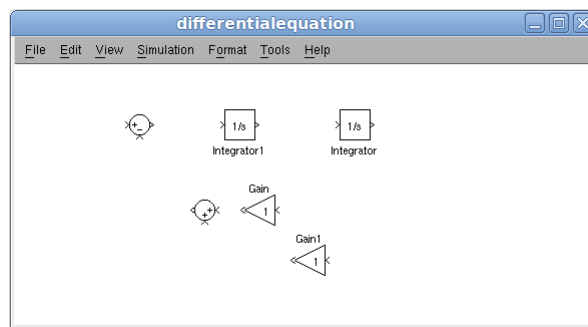 differentialequation
File Edit View Simulation Format Tools Help
+
-
1/s
1/s
Integrator1
Integrator
Gain
+
+
1
Gain1
1